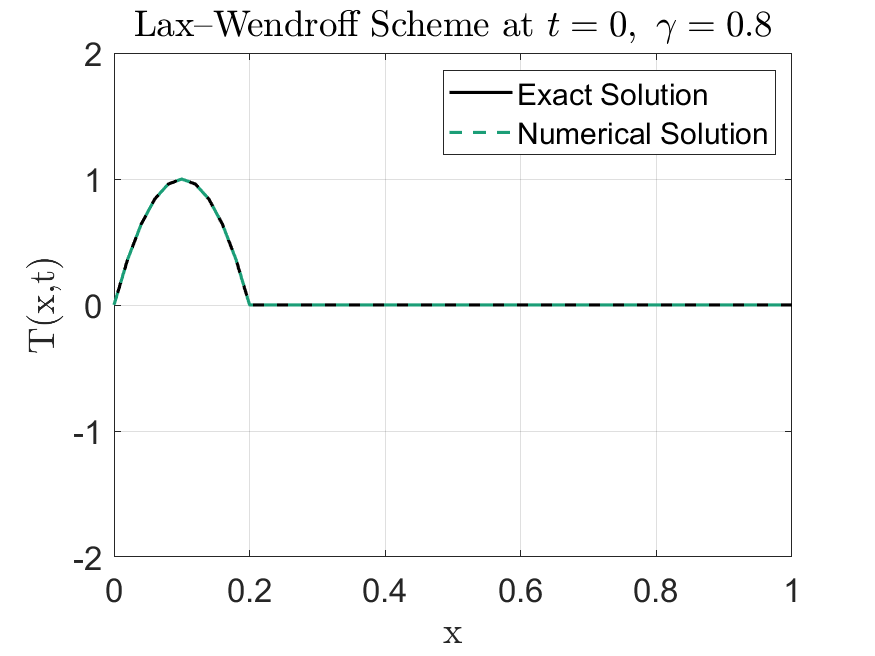 Lax–Wendroff Scheme at t = 0, γ = 0.8
Exact Solution
Numerical Solution
T(x,t)
2
1
0
-1
-2
0 0.2 0.4 0.6 0.8 1
x